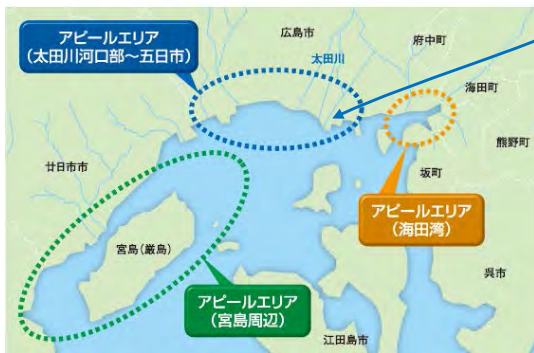 アピールエリア
(太田川河口部～五日市)
広島市
太田川
府中町
海田町
熊野町
廿日市市
坂町
アピールエリア
(海田湾)
宮島(厳島)
アピールエリア
(宮島周辺)
呉市
江田島市